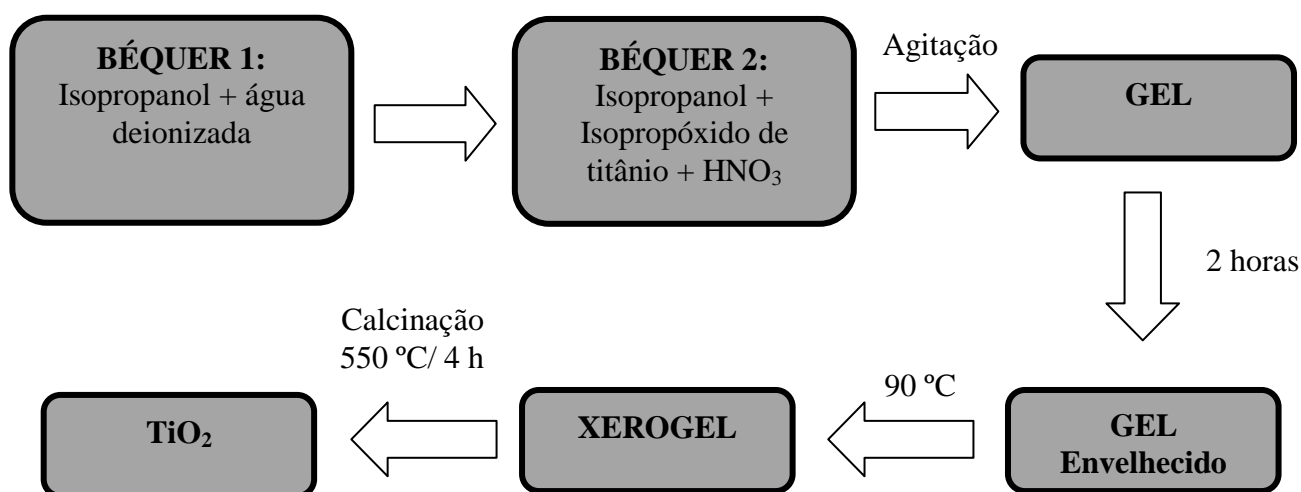 BÉQUER 1:
Isopropanol + água
deionizada
BÉQUER 2:
Isopropanol +
Isopropóxido de
titânio + HNO₃
Agitação
GEL
2 horas
GEL
Envelhecido
90 ºC
XEROGEL
Calcinação
550 ºC/ 4 h
TiO₂